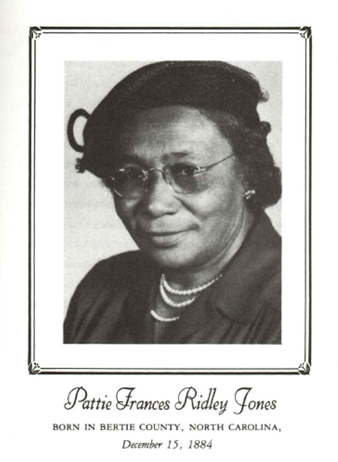 Pattie Frances Ridley Jones
BORN IN BERTIE COUNTY, NORTH CAROLINA,
December 15, 1884